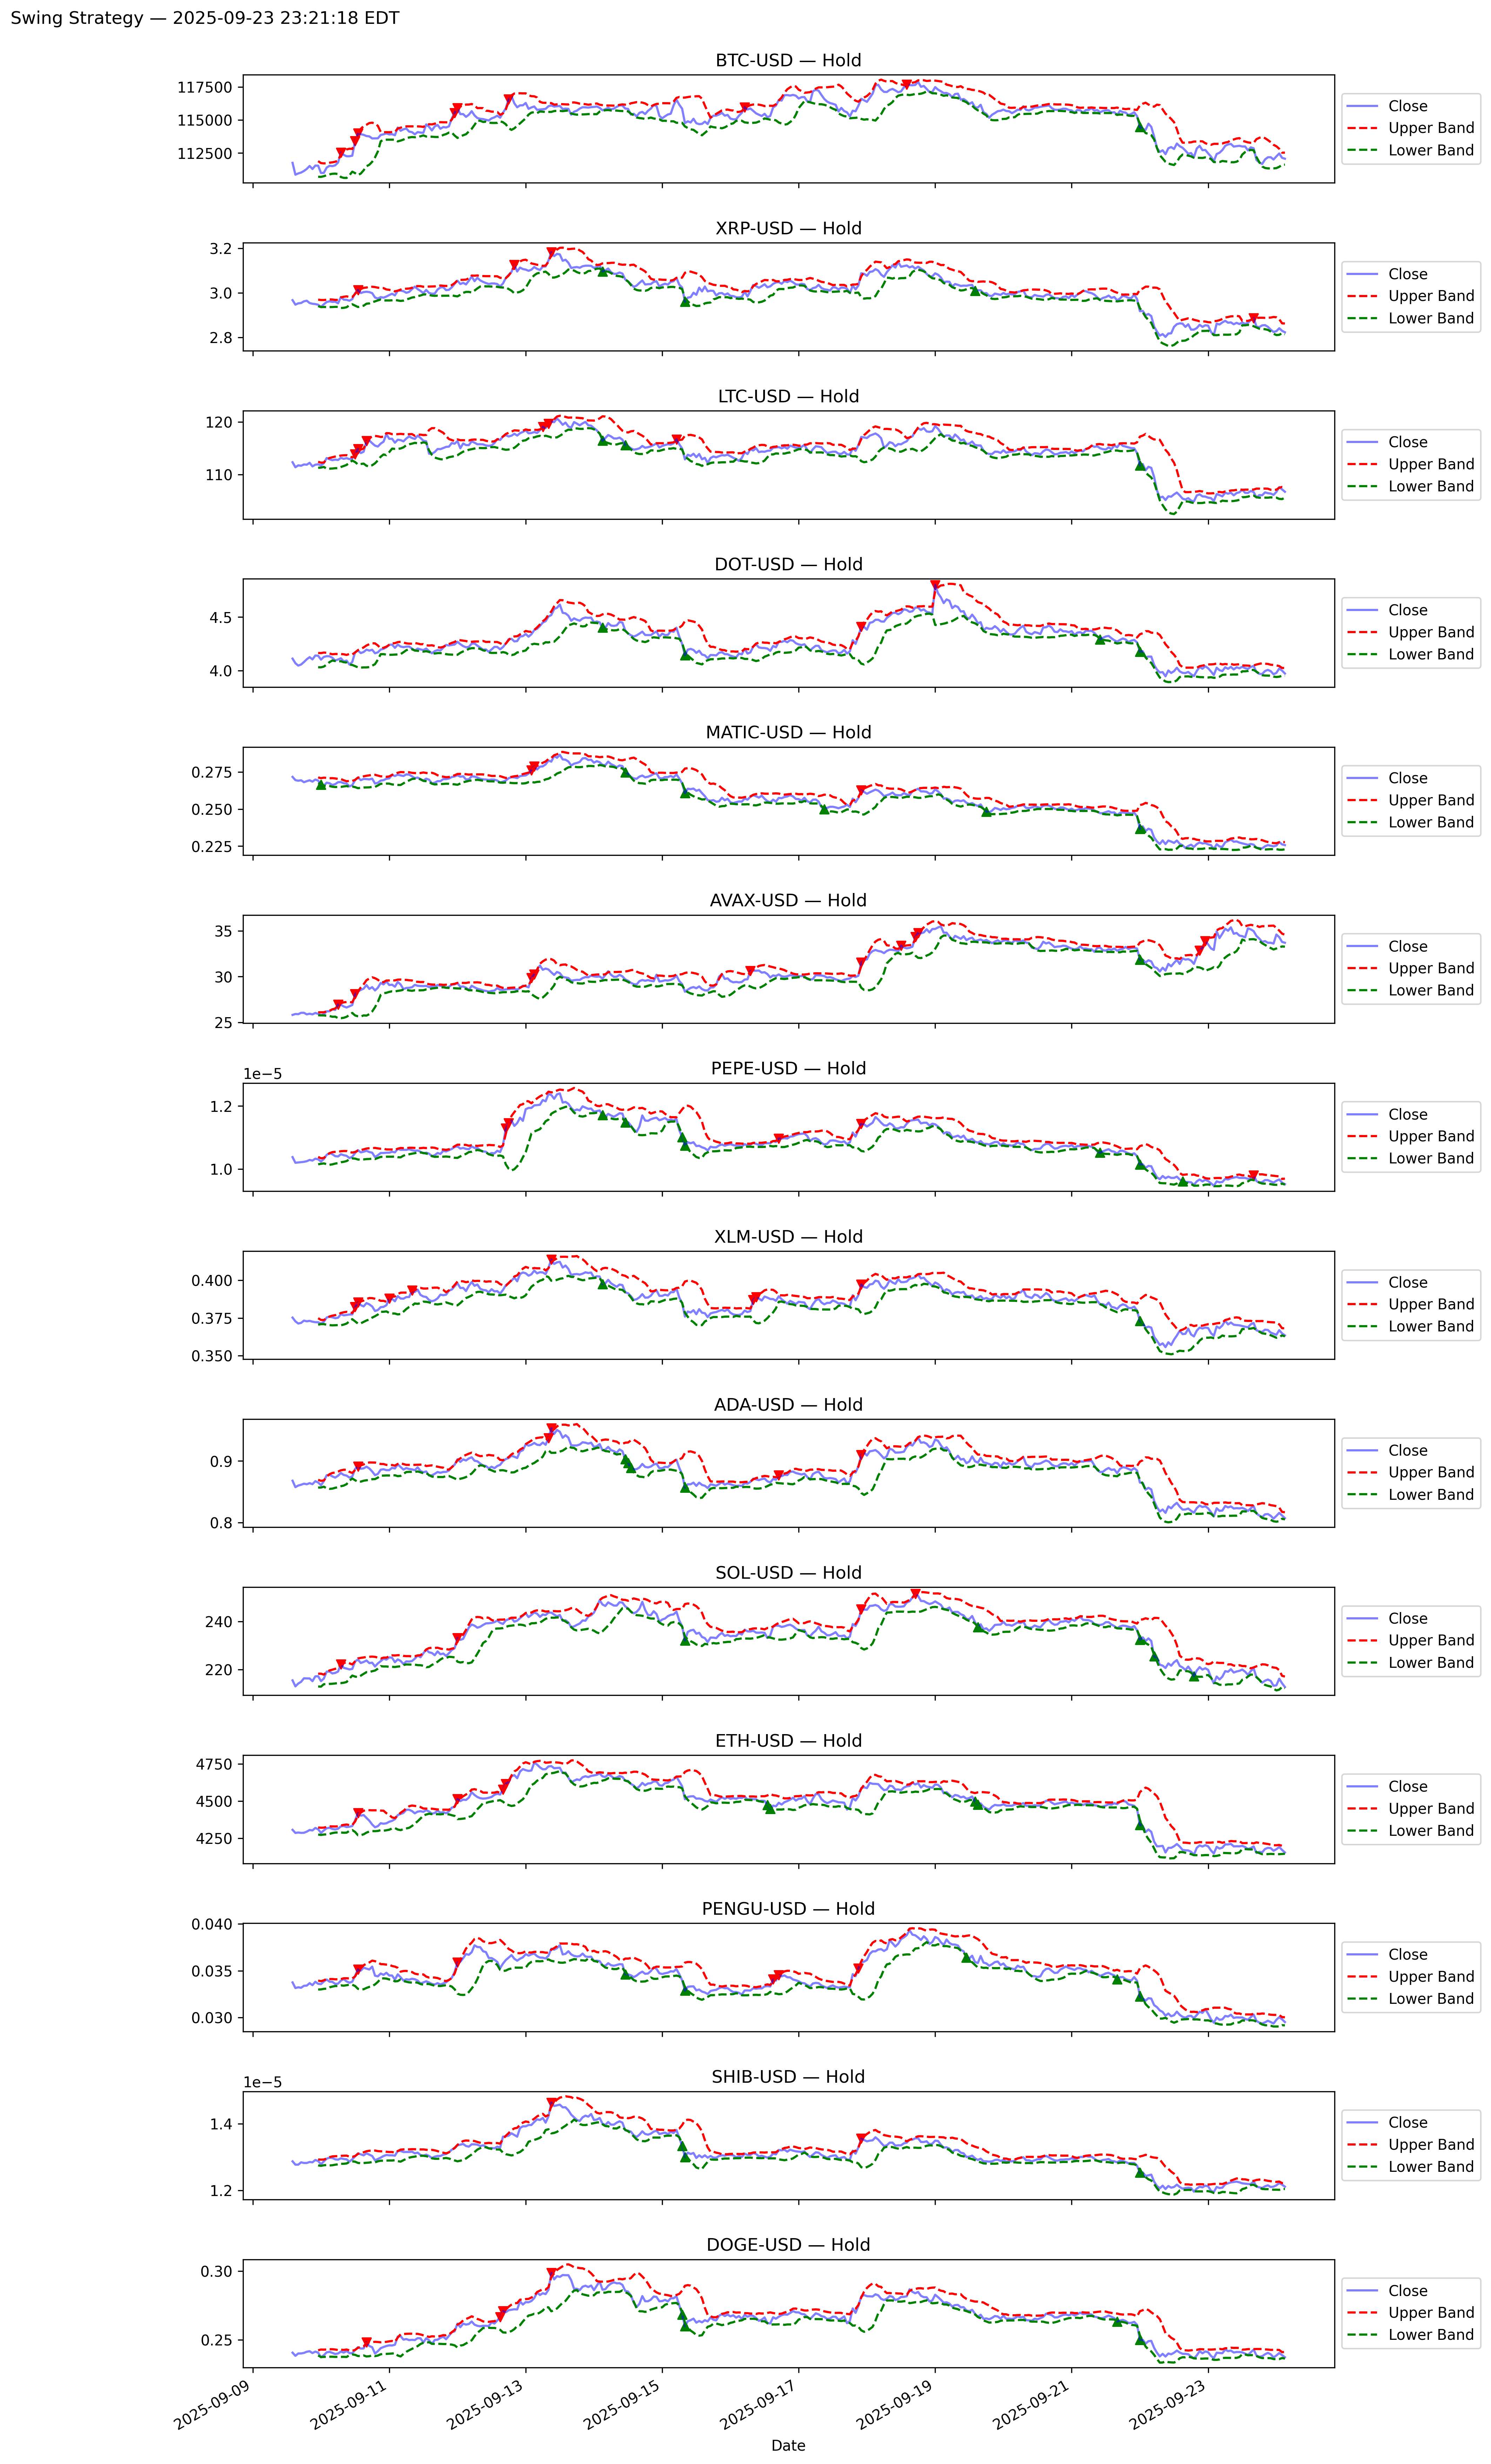 Swing Strategy — 2025-09-23 23:21:18 EDT
BTC-USD — Hold
117500
115000
112500
Close
Upper Band
Lower Band
XRP-USD — Hold
3.2
3.0
2.8
Close
Upper Band
Lower Band
LTC-USD — Hold
120
110
Close
Upper Band
Lower Band
DOT-USD — Hold
4.5
4.0
Close
Upper Band
Lower Band
MATIC-USD — Hold
0.275
0.250
0.225
Close
Upper Band
Lower Band
AVAX-USD — Hold
35
30
25
Close
Upper Band
Lower Band
PEPE-USD — Hold
1e−5
1.2
1.0
Close
Upper Band
Lower Band
XLM-USD — Hold
0.400
0.375
0.350
Close
Upper Band
Lower Band
ADA-USD — Hold
0.9
0.8
Close
Upper Band
Lower Band
SOL-USD — Hold
240
220
Close
Upper Band
Lower Band
ETH-USD — Hold
4750
4500
4250
Close
Upper Band
Lower Band
PENGU-USD — Hold
0.040
0.035
0.030
Close
Upper Band
Lower Band
SHIB-USD — Hold
1e−5
1.4
1.2
Close
Upper Band
Lower Band
DOGE-USD — Hold
0.30
0.25
Close
Upper Band
Lower Band
2025-09-09
2025-09-11
2025-09-13
2025-09-15
2025-09-17
2025-09-19
2025-09-21
2025-09-23
Date